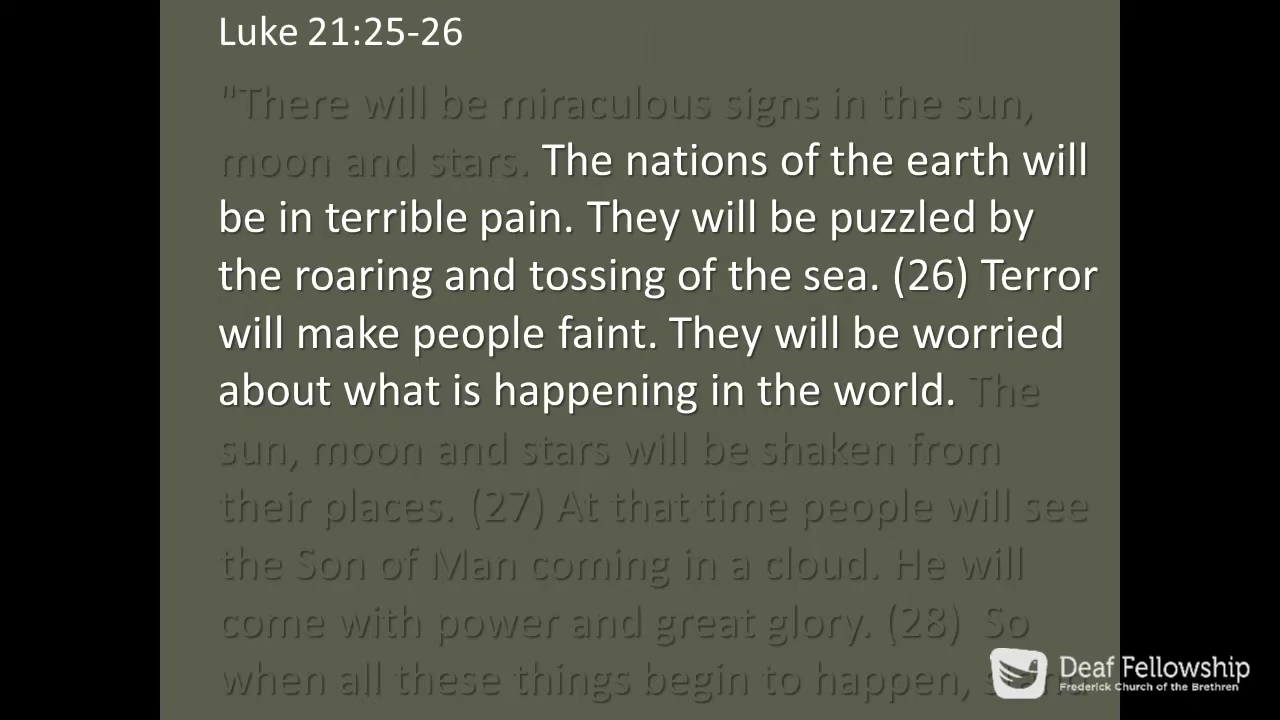 Luke 21:25-26
"There will be miraculous signs in the sun,
moon and stars. The nations of the earth will
be in terrible pain. They will be puzzled by
the roaring and tossing of the sea. (26) Terror
will make people faint. They will be worried
about what is happening in the world. The
sun, moon and stars will be shaken from
their places. (27) At that time people will see
the Son of Man coming in a cloud. He will
come with power and great glory. (28) So
when all these things begin to happen,
Deaf Fellowship
Frederick Church of the Brethren